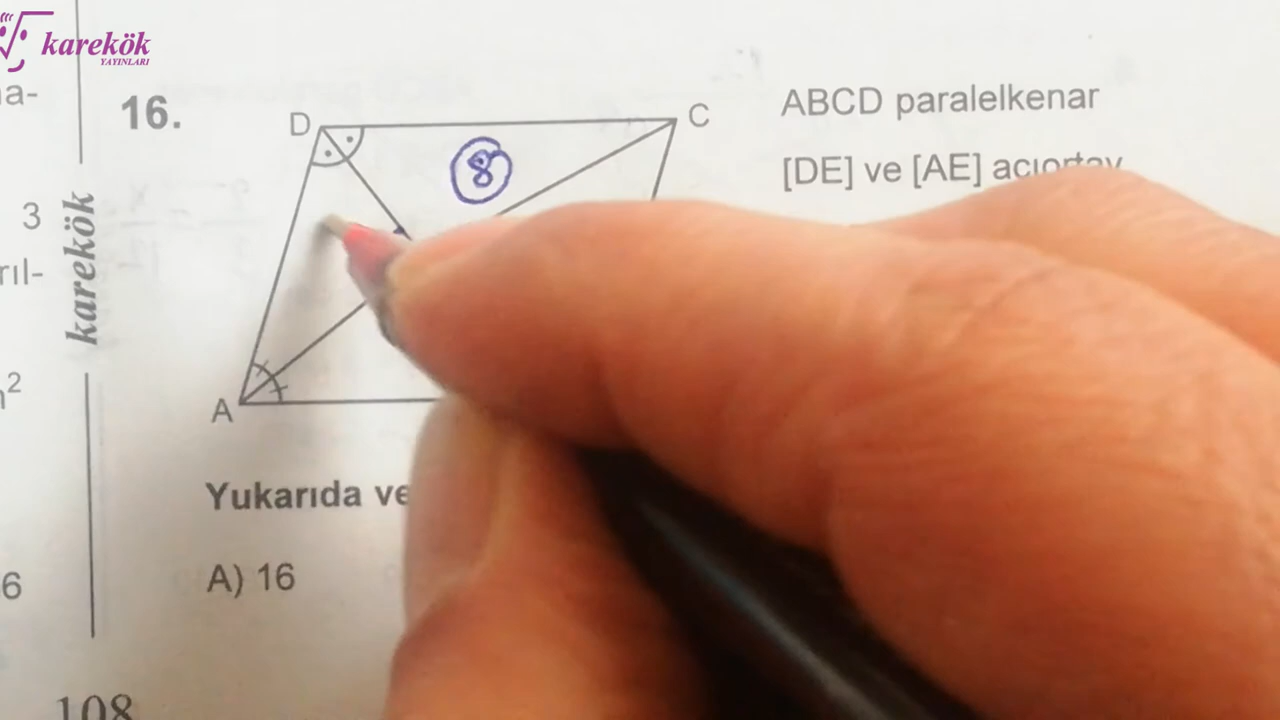 karekök
YAYINLARI
a-
3
rıl-
2
6
karekök
16.
D
C
8
A
ABCD paralelkenar
[DE] ve [AE] açıortay
Yukarıda ve
A) 16
108